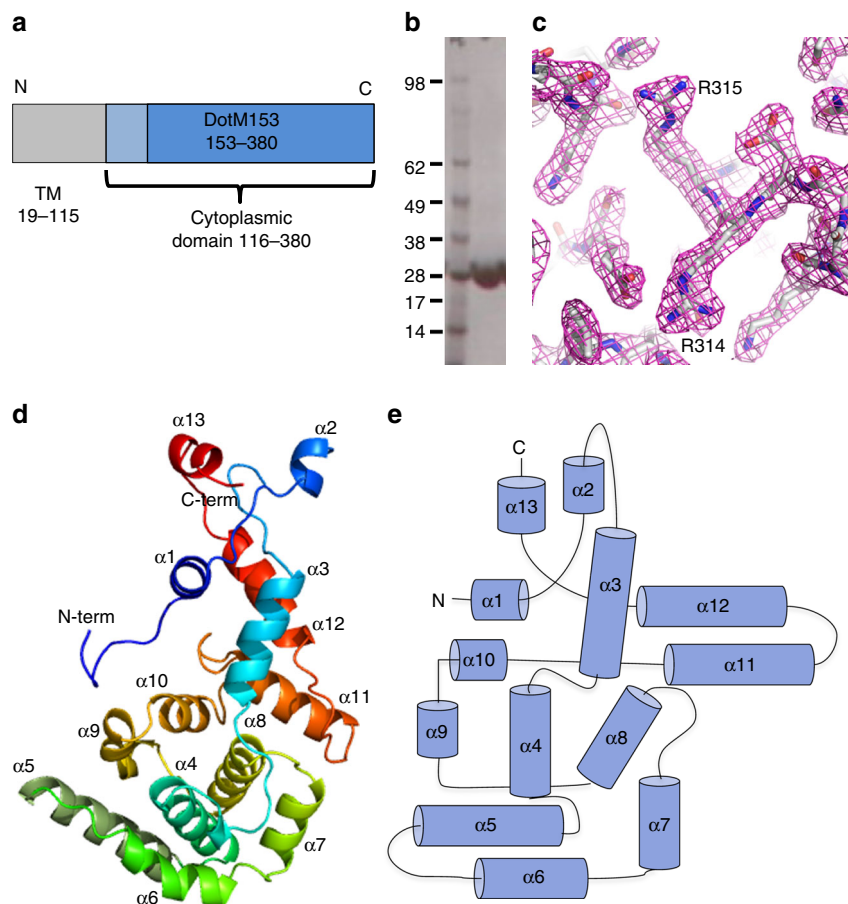 a
N
C
DotM153
153–380
TM
19–115
Cytoplasmic
domain 116–380
b
98
62
49
38
28
17
14
c
R315
R314
d
α13
α2
C-term
α1
α3
N-term
α12
α10
α11
α9
α8
α5
α4
α7
α6
e
C
α2
α13
α3
N
α1
α12
α10
α11
α9
α4
α8
α5
α7
α6